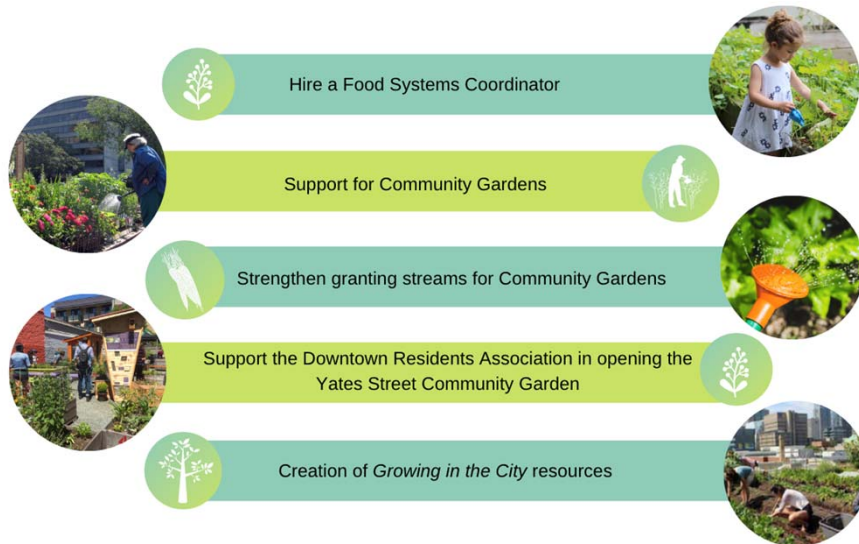 Hire a Food Systems Coordinator
Support for Community Gardens
Strengthen granting streams for Community Gardens
Support the Downtown Residents Association in opening the
Yates Street Community Garden
Creation of Growing in the City resources